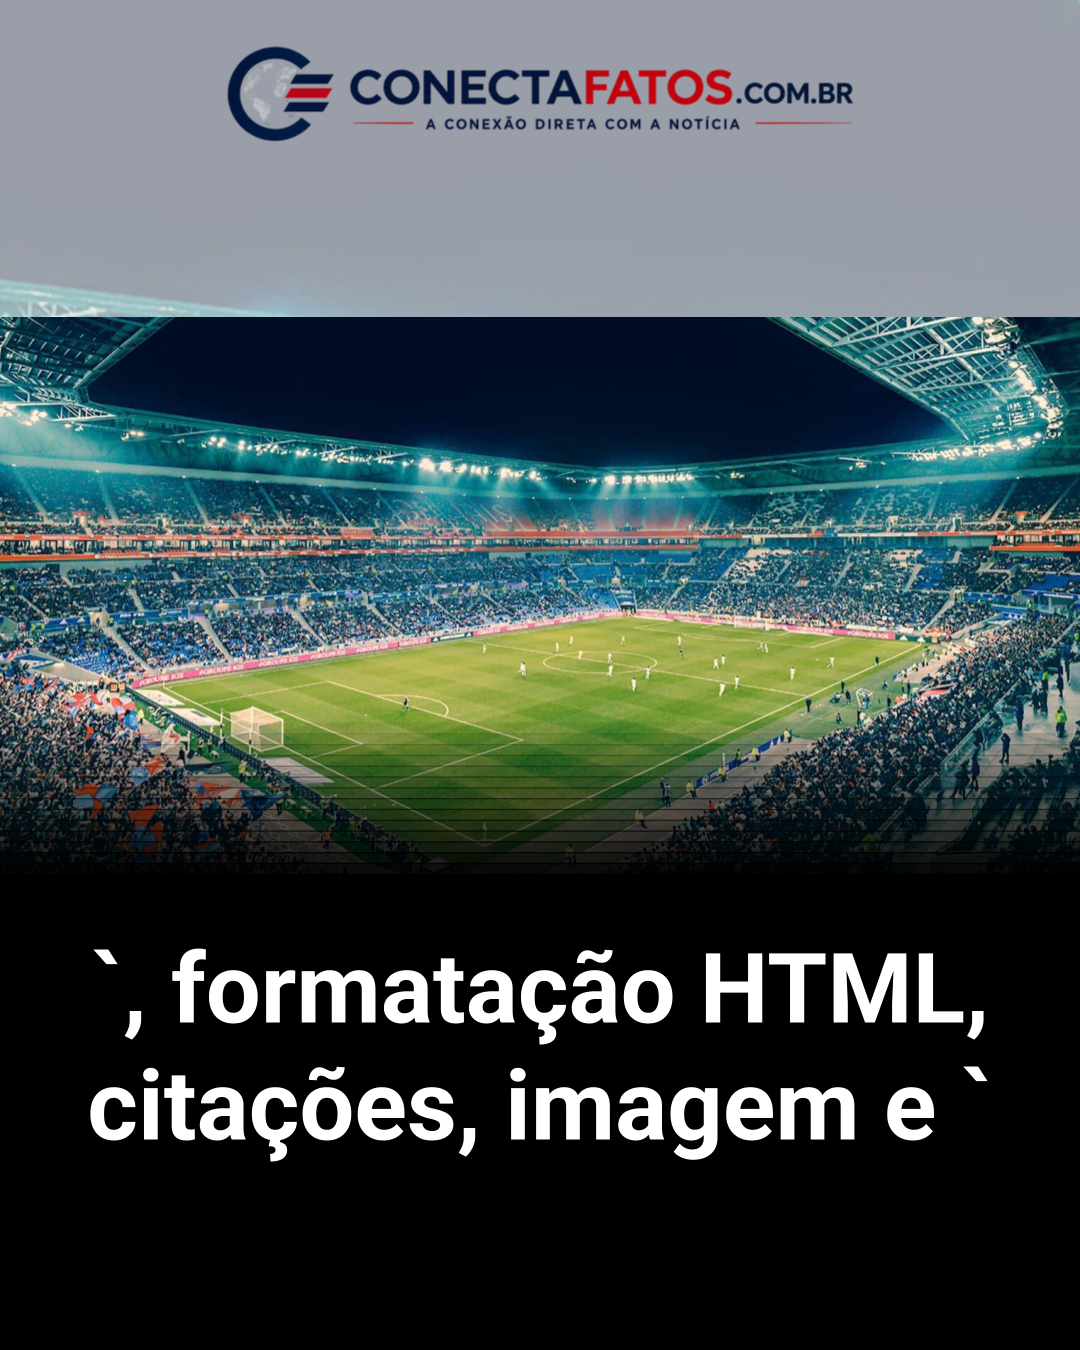 CONECTAFATOS.COM.BR
A CONEXÃO DIRETA COM A NOTÍCIA
`, formatação HTML,
citações, imagem e `